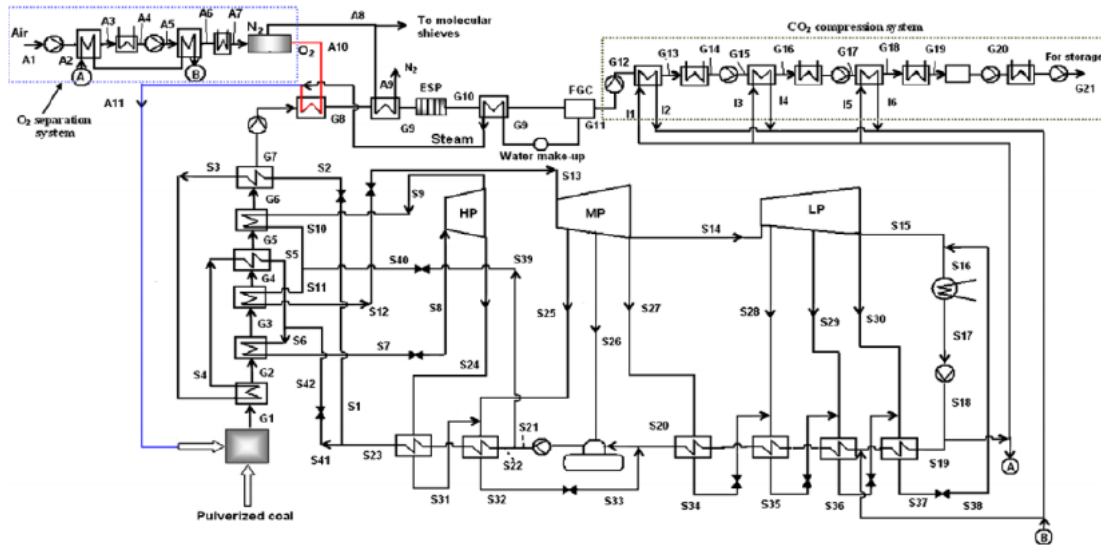 A3 A4 A5 A6 A7 N2 A8 To molecular shieves
CO2 compression system
Air A1 A2 A B O2 A10
A9 N2
G12 G13 G14 G15 G16 G17 G18 G19 G20 For storage
G21
A11
O2 separation system
G8 G9 ESP G10 G9 FGC G11
I1 I2 I3 I4 I5 I6
Steam
Water make-up
S3 G7 S2 S9 S13
G6 HP MP LP
S10 S14 S15
G5 S5 S40 S39 S16
G4 S11
S12 S8 S25 S27 S28 S29 S30
G3 S26 S17
S6 S7
S4 G2 S42 S24 S18
S1
G1 S21 S20
S41 S23 S22 S19 A
S31 S32 S33 S34 S35 S36 S37 S38
Pulverized coal
B